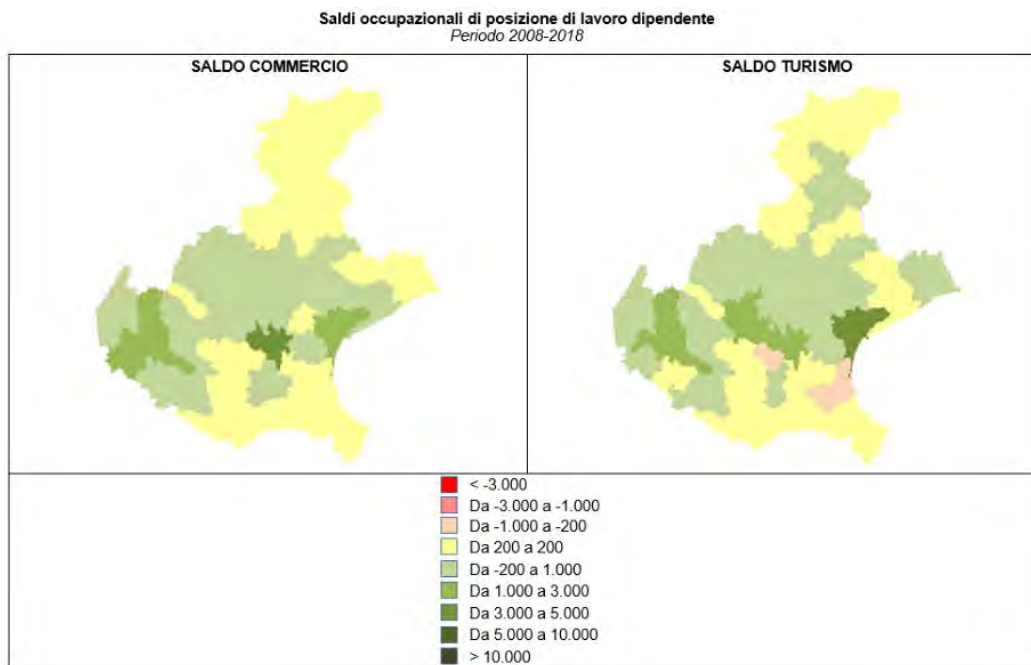 Saldi occupazionali di posizione di lavoro dipendente
Periodo 2008-2018
SALDO COMMERCIO
SALDO TURISMO
< -3.000
Da -3.000 a -1.000
Da -1.000 a -200
Da 200 a 200
Da -200 a 1.000
Da 1.000 a 3.000
Da 3.000 a 5.000
Da 5.000 a 10.000
> 10.000